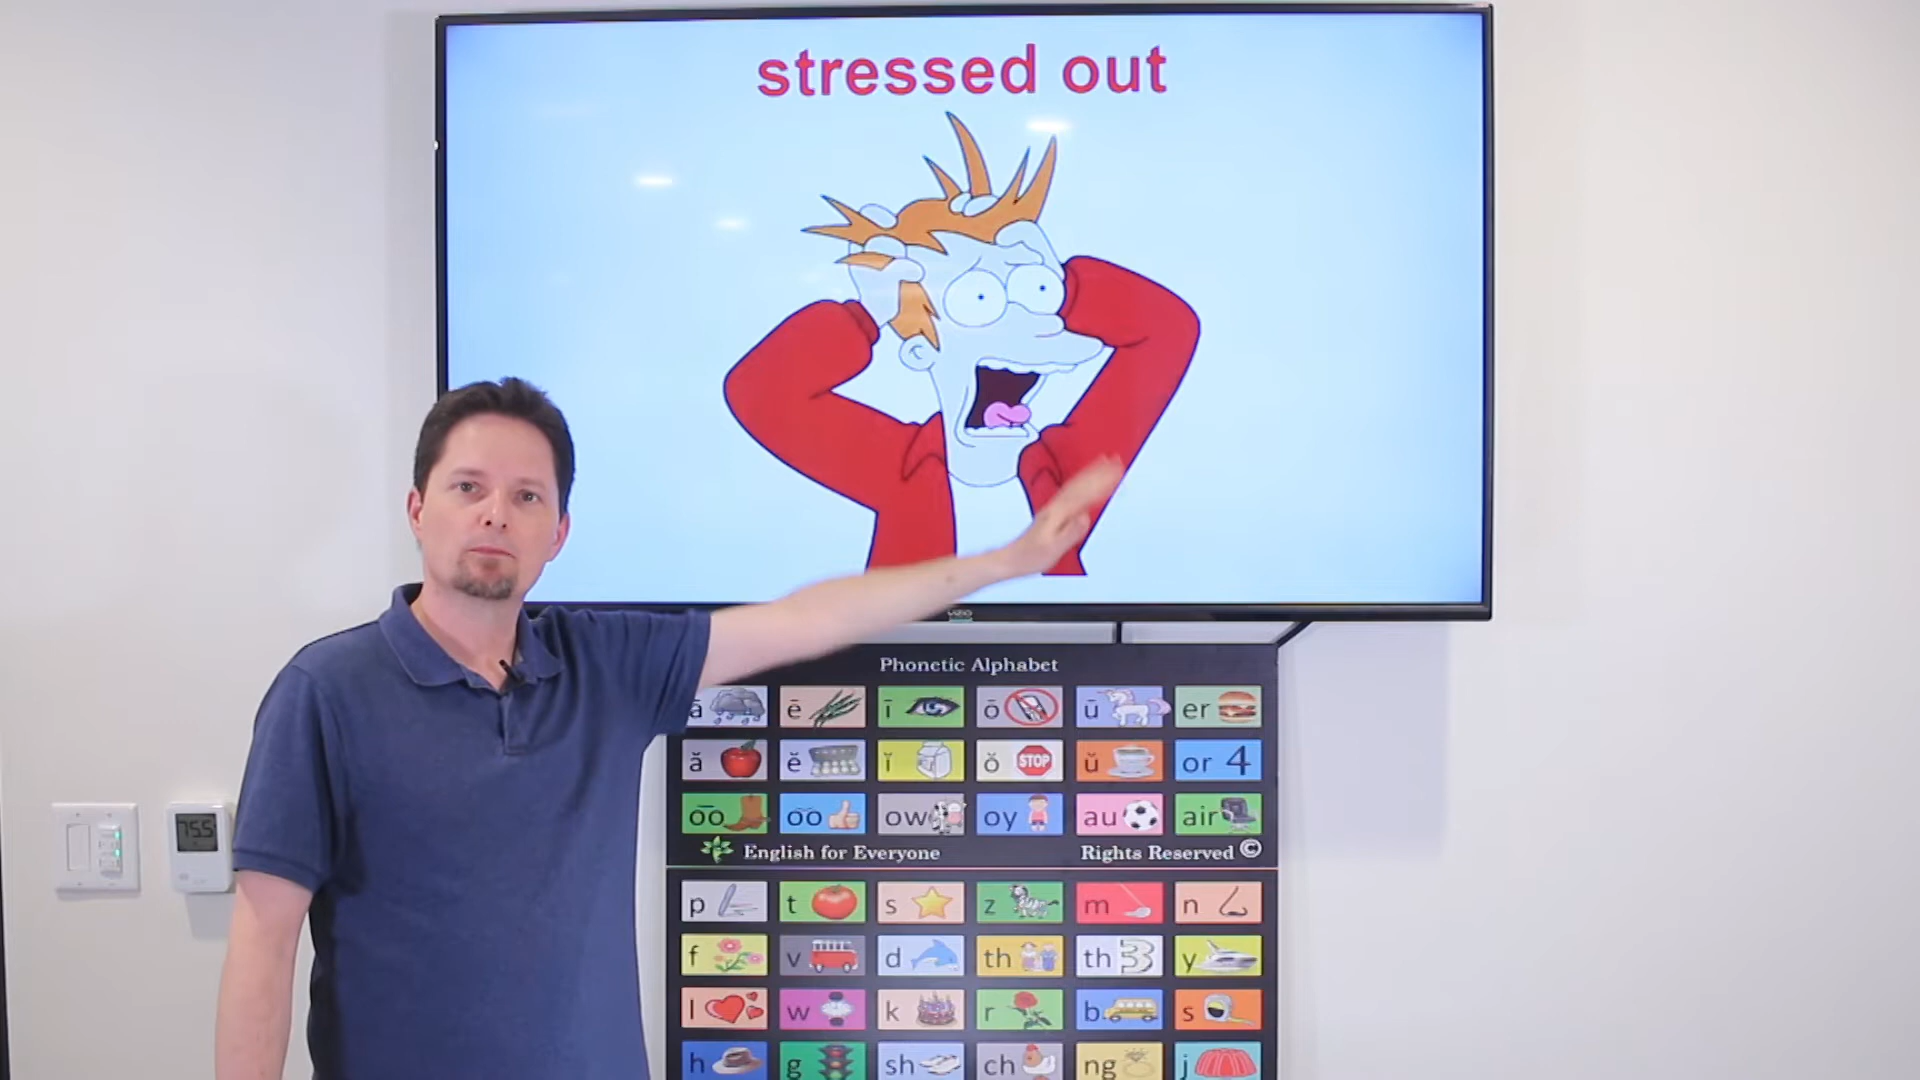 stressed out
VIZIO
Phonetic Alphabet
ā ē ī ō ū er
ă ĕ ĭ ŏ STOP ŭ or 4
o͞o o͝o ow oy au air
English for Everyone Rights Reserved ©
75.5
p t s z m n
f v d th th 3 y
l w k r b s
h g sh ch ng j